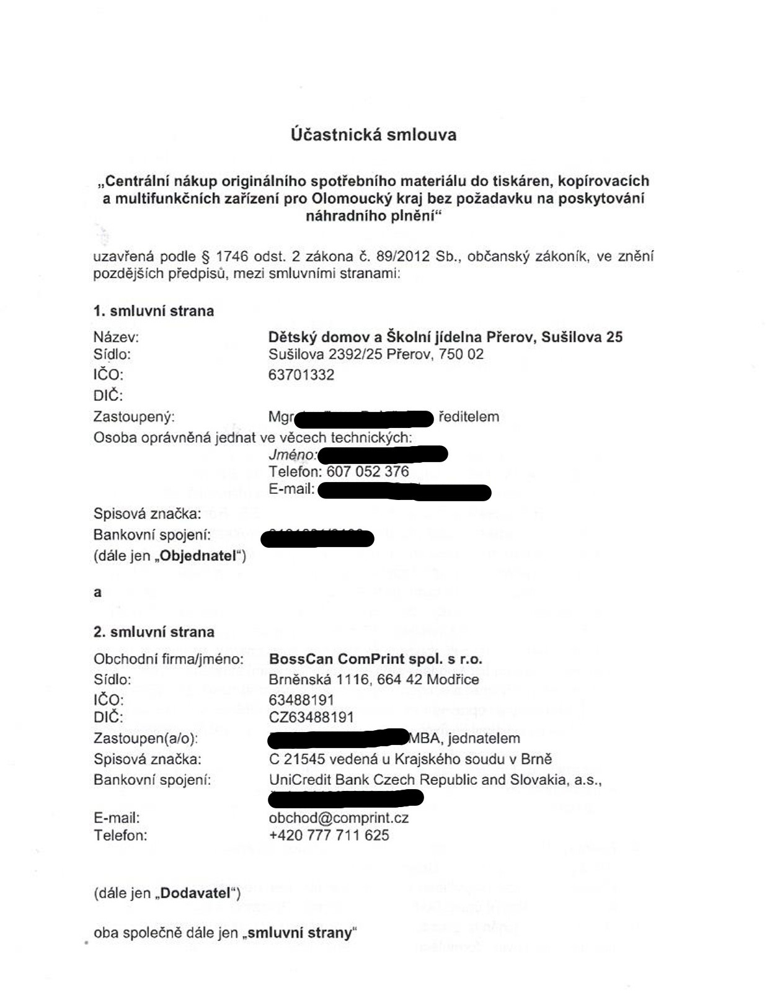 Účastnická smlouva
„Centrální nákup originálního spotřebního materiálu do tiskáren, kopírovacích
a multifunkčních zařízení pro Olomoucký kraj bez požadavku na poskytování
náhradního plnění“
uzavřená podle § 1746 odst. 2 zákona č. 89/2012 Sb., občanský zákoník, ve znění
pozdějších předpisů, mezi smluvními stranami:
1. smluvní strana
Název: Dětský domov a Školní jídelna Přerov, Sušilova 25
Sídlo: Sušilova 2392/25 Přerov, 750 02
IČO: 63701332
DIČ:
Zastoupený: Mgr. ředitelem
Osoba oprávněná jednat ve věcech technických:
Jméno:
Telefon: 607 052 376
E-mail:
Spisová značka:
Bankovní spojení:
(dále jen „Objednatel“)
a
2. smluvní strana
Obchodní firma/jméno: BossCan ComPrint spol. s r.o.
Sídlo: Brněnská 1116, 664 42 Modřice
IČO: 63488191
DIČ: CZ63488191
Zastoupen(a/o): MBA, jednatelem
Spisová značka: C 21545 vedená u Krajského soudu v Brně
Bankovní spojení: UniCredit Bank Czech Republic and Slovakia, a.s.,
E-mail: obchod@comprint.cz
Telefon: +420 777 711 625
(dále jen „Dodavatel“)
oba společně dále jen „smluvní strany“